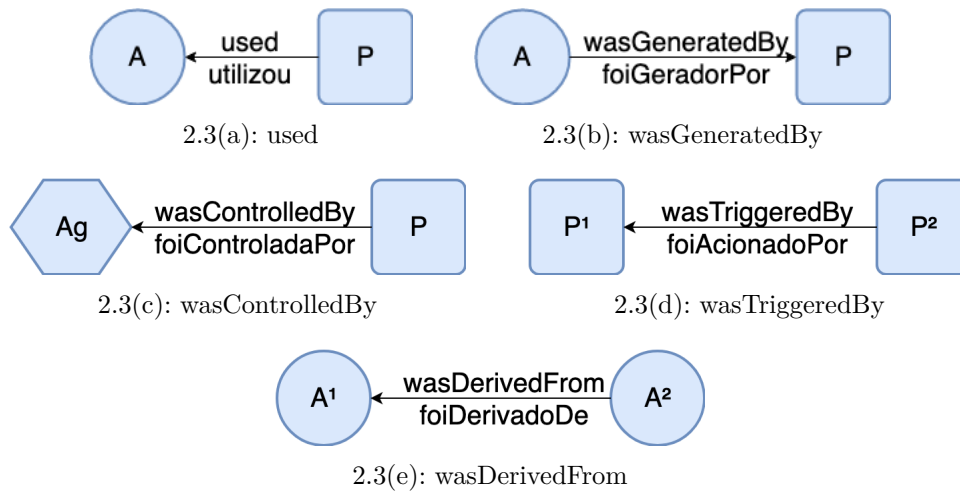 A
used
utilizou
P
A
wasGeneratedBy
foiGeradorPor
P
2.3(a): used
2.3(b): wasGeneratedBy
Ag
wasControlledBy
foiControladaPor
P
P¹
wasTriggeredBy
foiAcionadoPor
P²
2.3(c): wasControlledBy
2.3(d): wasTriggeredBy
A¹
wasDerivedFrom
foiDerivadoDe
A²
2.3(e): wasDerivedFrom